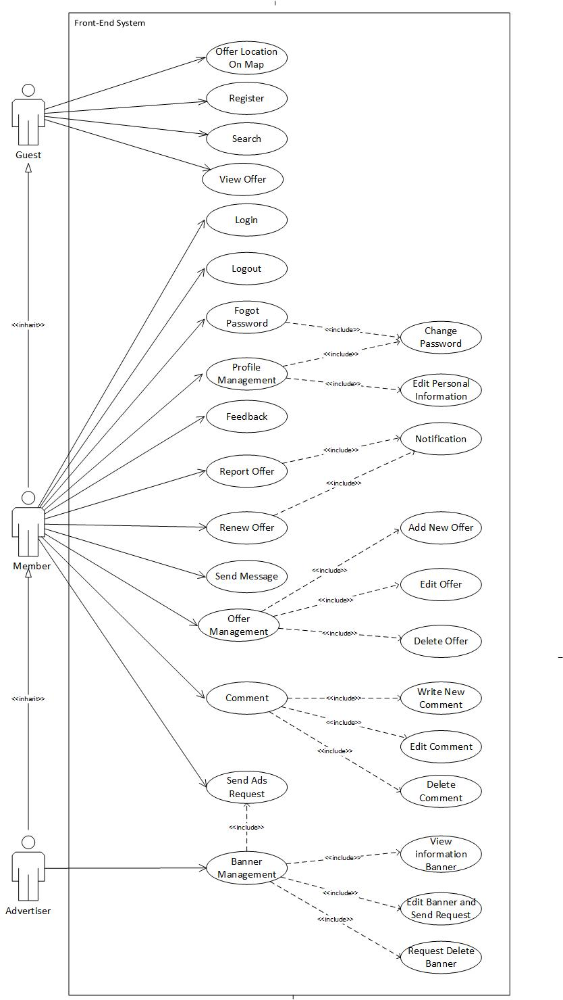 Front-End System
Offer Location
On Map
Register
Search
Guest
View Offer
Login
Logout
Fogot
Password
<<inharit>>
<<include>>
Change
Password
<<include>>
Profile
Management
<<include>>
Edit Personal
Information
Feedback
Notification
<<include>>
Report Offer
<<include>>
Renew Offer
Add New Offer
Member
<<include>>
Send Message
Edit Offer
<<include>>
Offer
Management
<<include>>
Delete Offer
<<inharit>>
Comment
<<include>>
Write New
Comment
<<include>>
Edit Comment
<<include>>
Send Ads
Request
Delete
Comment
<<include>>
View
information
Banner
<<include>>
Banner
Management
<<include>>
Edit Banner and
Send Request
Advertiser
<<include>>
Request Delete
Banner